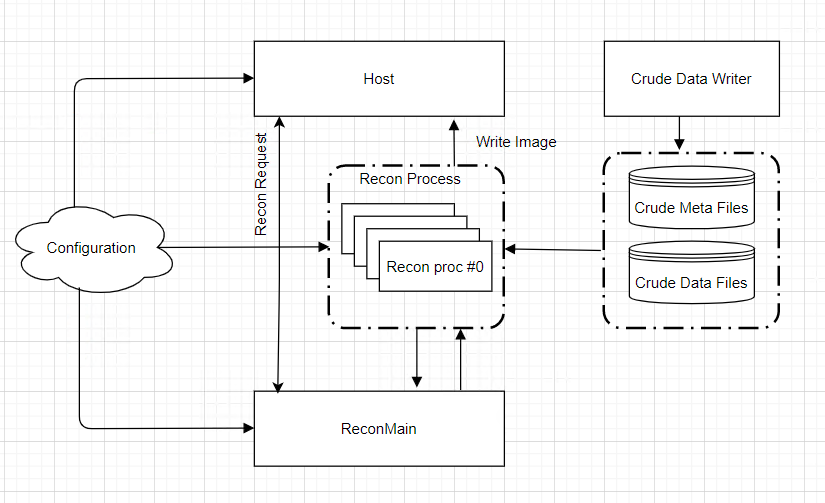 Host
Crude Data Writer
Recon Request
Write Image
Recon Process
Crude Meta Files
Configuration
Recon proc #0
Crude Data Files
ReconMain